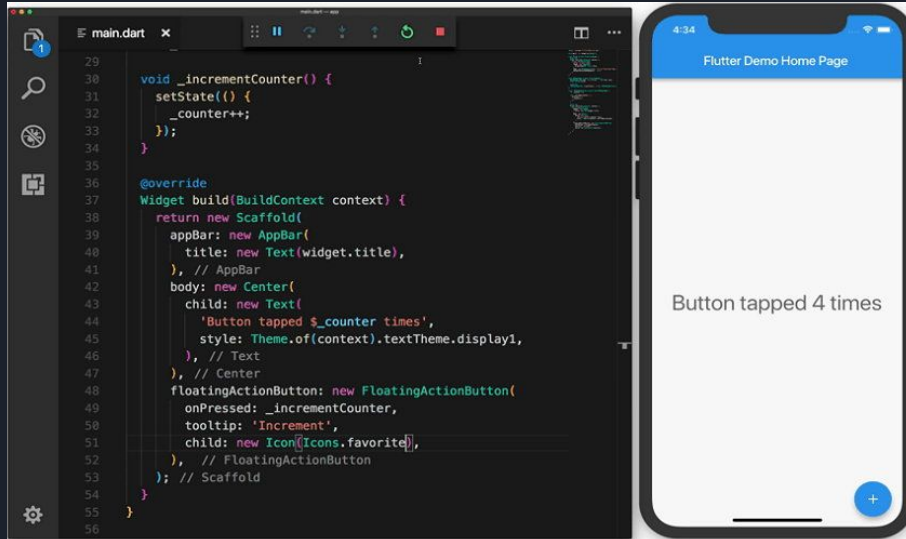 main.dart — app
main.dart
1
29
30 void _incrementCounter() {
31 setState(() {
32 _counter++;
33 });
34 }
35
36 @override
37 Widget build(BuildContext context) {
38 return new Scaffold(
39 appBar: new AppBar(
40 title: new Text(widget.title),
41 ), // AppBar
42 body: new Center(
43 child: new Text(
44 'Button tapped $_counter times',
45 style: Theme.of(context).textTheme.display1,
46 ), // Text
47 ), // Center
48 floatingActionButton: new FloatingActionButton(
49 onPressed: _incrementCounter,
50 tooltip: 'Increment',
51 child: new Icon(Icons.favorite),
52 ), // FloatingActionButton
53 ); // Scaffold
54 }
55 }
56
4:34
Flutter Demo Home Page
Button tapped 4 times
+